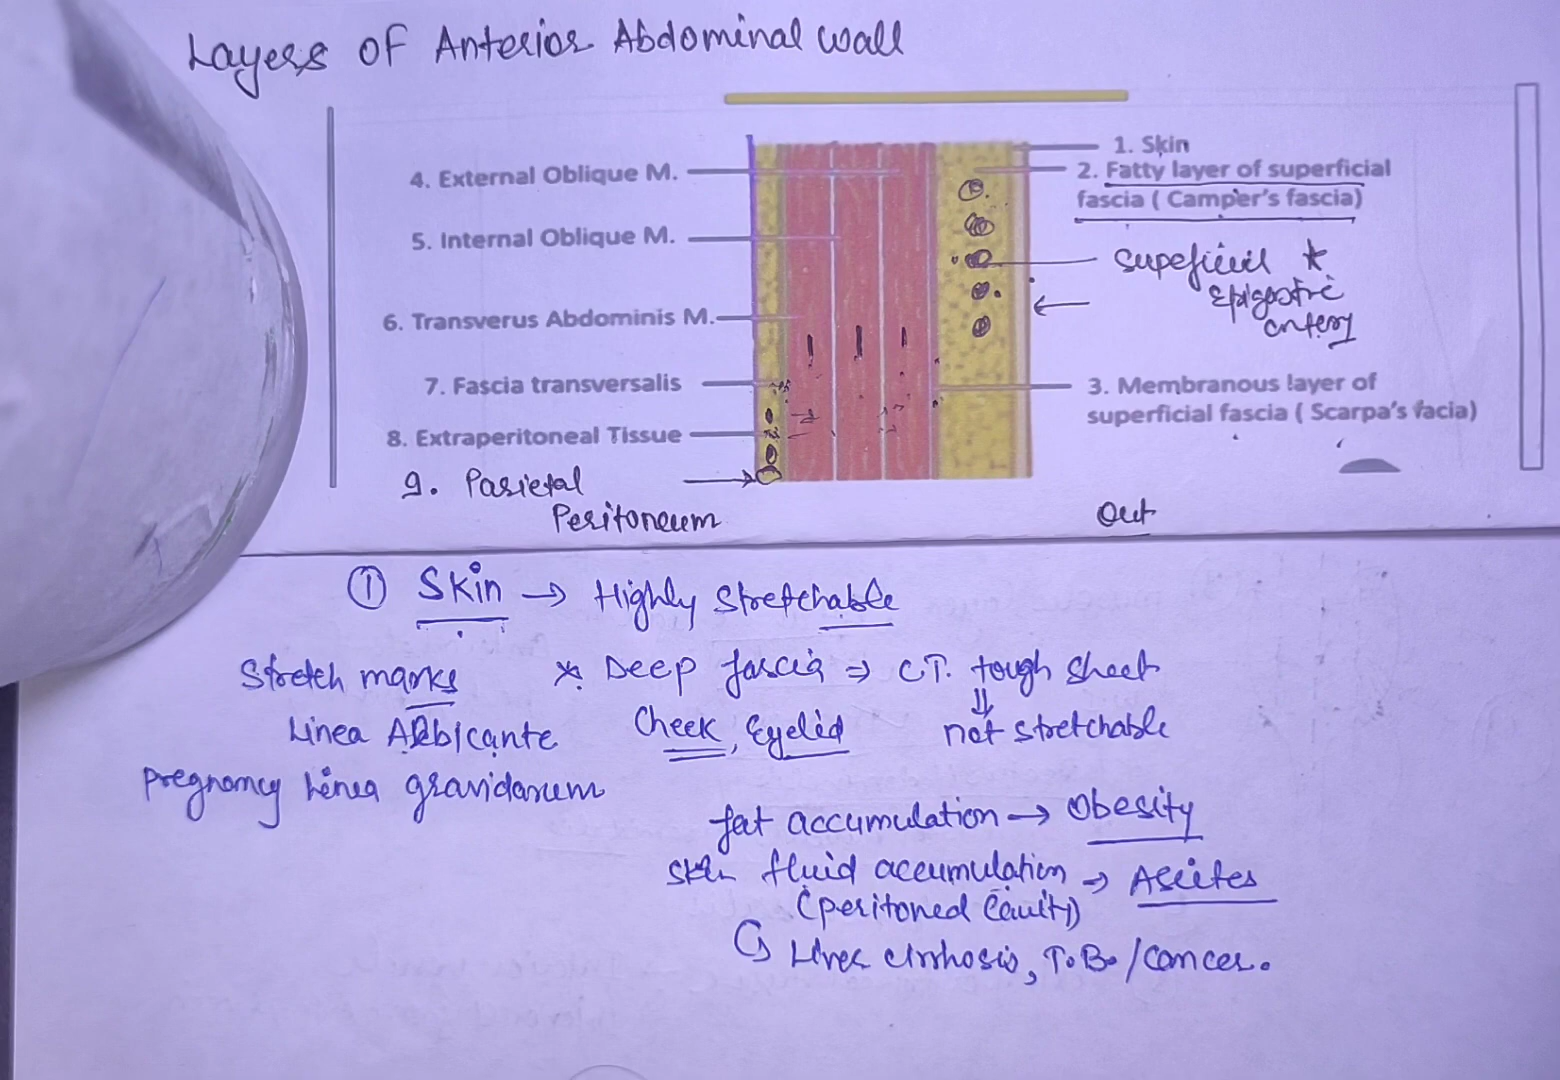 Layers of Anterior Abdominal wall
4. External Oblique M.
5. Internal Oblique M.
6. Transverus Abdominis M.
7. Fascia transversalis
8. Extraperitoneal Tissue
9. Parietal
Peritoneum
1. Skin
2. Fatty layer of superficial
fascia ( Camper's fascia)
Supeficiel *
Epigastric
artery
3. Membranous layer of
superficial fascia ( Scarpa's facia)
Out
① Skin → Highly Stretchable
Stretch marks
Linea Albicante
Pregnancy Linea gravidarum
* Deep fascia ⇒ C.T. tough sheet
⇓
Cheek, Eyelid
not stretchable
fat accumulation → Obesity
fluid accumulation → Ascites
(peritoned Cavity)
↳ Liver cirrhosis, T.B. / Cancer.